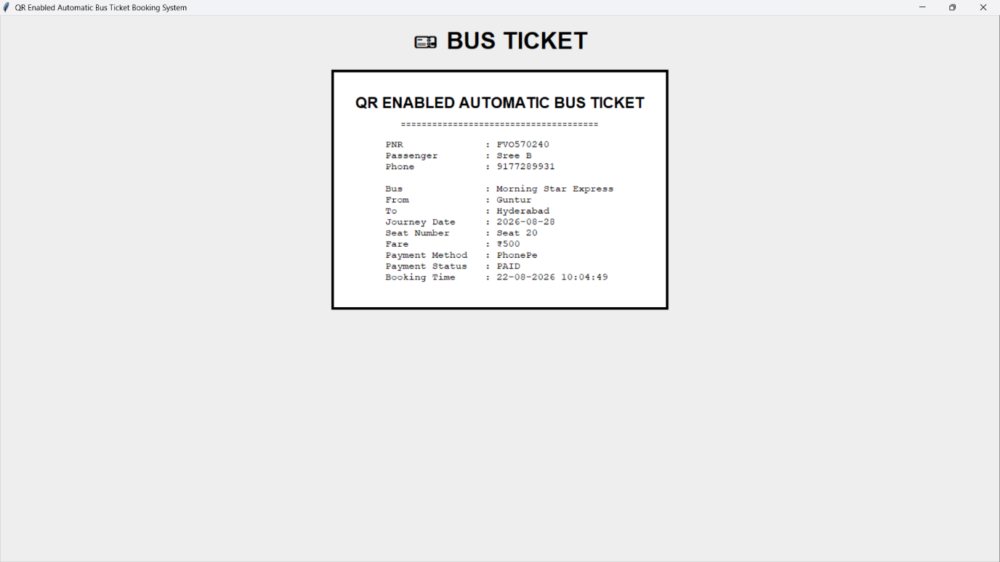 QR Enabled Automatic Bus Ticket Booking System
BUS TICKET
QR ENABLED AUTOMATIC BUS TICKET
==================================
PNR : FVO570240
Passenger : Sree B
Phone : 9177289931
Bus : Morning Star Express
From : Guntur
To : Hyderabad
Journey Date : 2026-08-28
Seat Number : Seat 20
Fare : ₹500
Payment Method : PhonePe
Payment Status : PAID
Booking Time : 22-08-2026 10:04:49